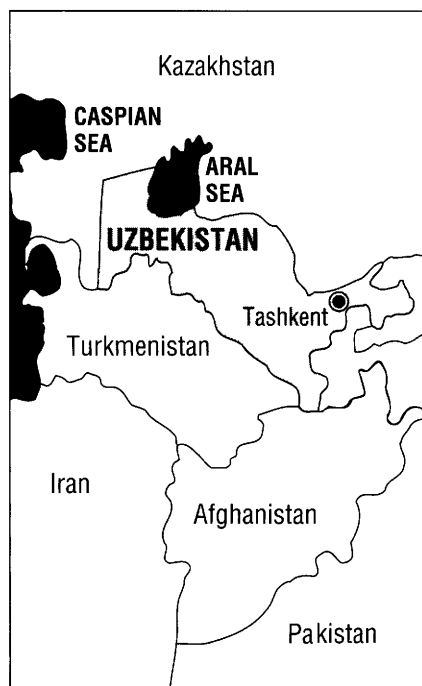 Kazakhstan
CASPIAN
SEA
ARAL
SEA
UZBEKISTAN
Tashkent
Turkmenistan
Iran
Afghanistan
Pakistan